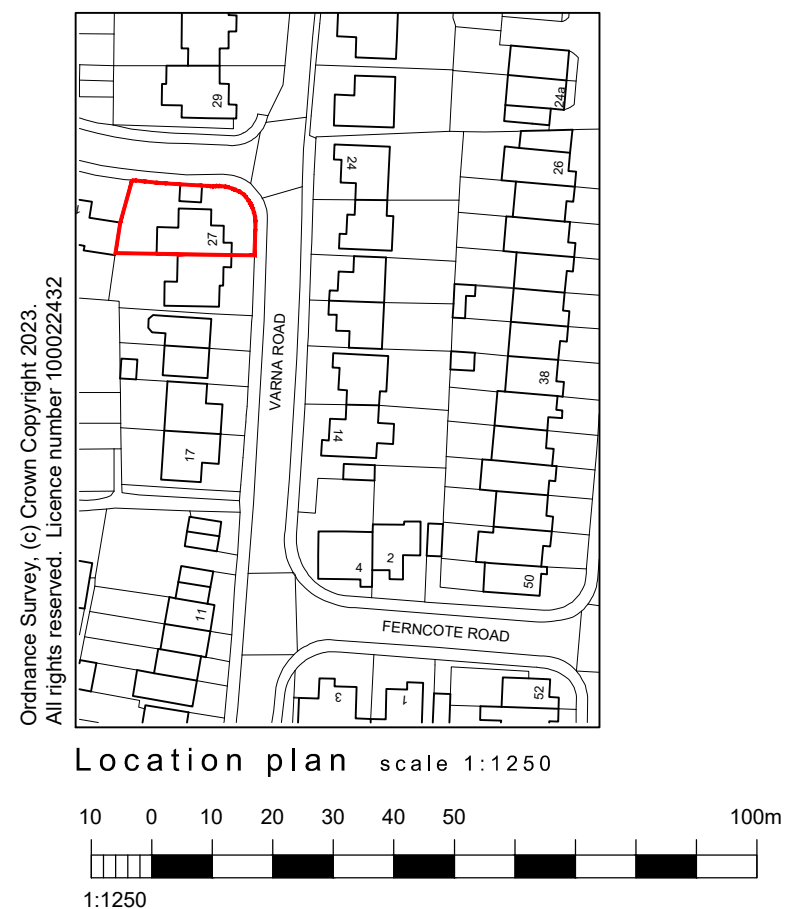 29
24a
24
26
27
VARNA ROAD
38
14
17
2
4
50
11
FERNCOTE ROAD
3
1
52
Ordnance Survey, (c) Crown Copyright 2023.
All rights reserved. Licence number 100022432
Location plan scale 1:1250
10 0 10 20 30 40 50 100m
1:1250